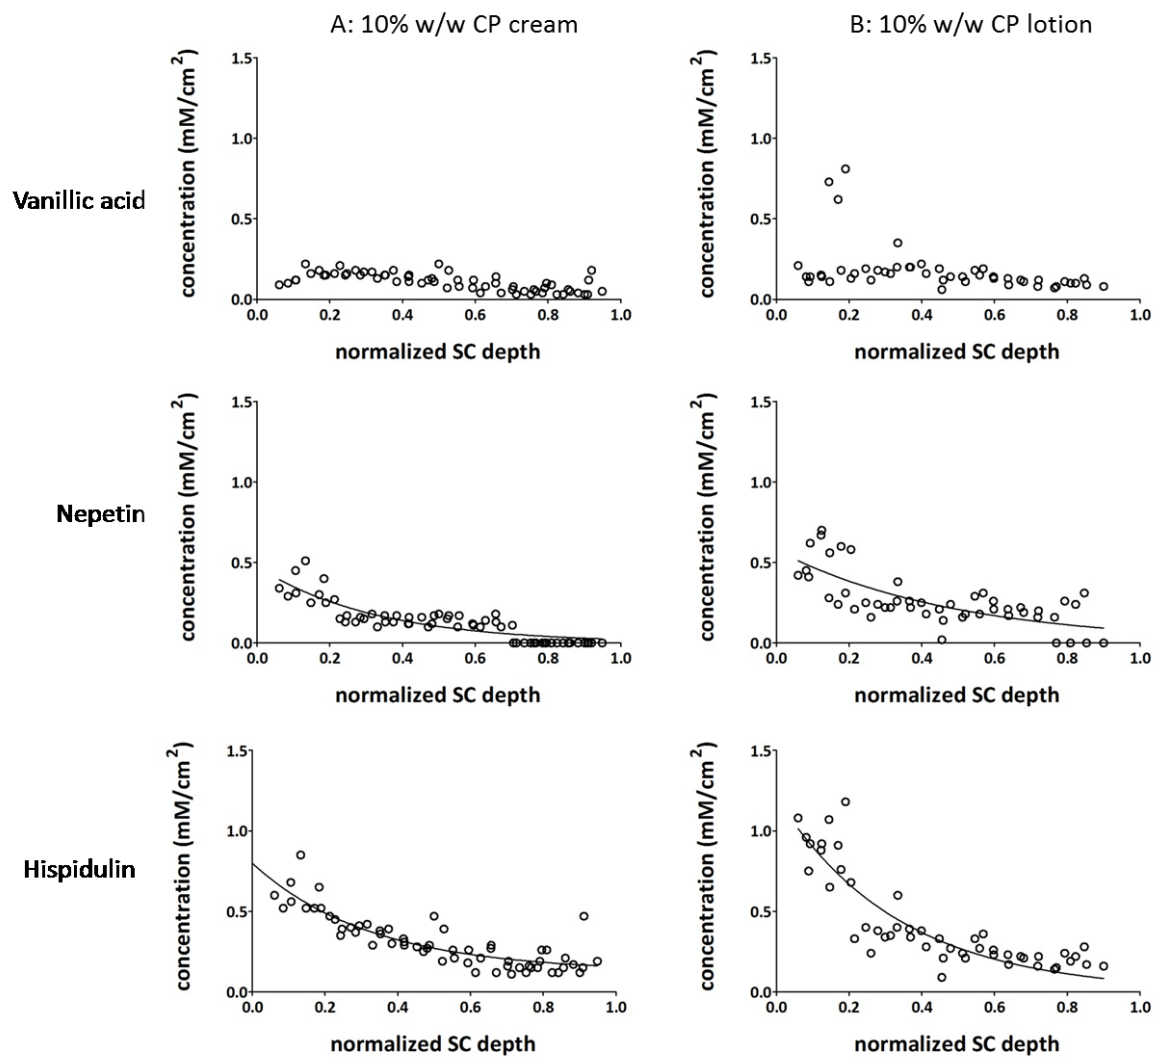 A: 10% w/w CP cream
B: 10% w/w CP lotion
Vanillic acid
concentration (mM/cm²)
1.5
1.0
0.5
0.0
0.0 0.2 0.4 0.6 0.8 1.0
normalized SC depth
concentration (mM/cm²)
1.5
1.0
0.5
0.0
0.0 0.2 0.4 0.6 0.8 1.0
normalized SC depth
Nepetin
concentration (mM/cm²)
1.5
1.0
0.5
0.0
0.0 0.2 0.4 0.6 0.8 1.0
normalized SC depth
concentration (mM/cm²)
1.5
1.0
0.5
0.0
0.0 0.2 0.4 0.6 0.8 1.0
normalized SC depth
Hispidulin
concentration (mM/cm²)
1.5
1.0
0.5
0.0
0.0 0.2 0.4 0.6 0.8 1.0
normalized SC depth
concentration (mM/cm²)
1.5
1.0
0.5
0.0
0.0 0.2 0.4 0.6 0.8 1.0
normalized SC depth